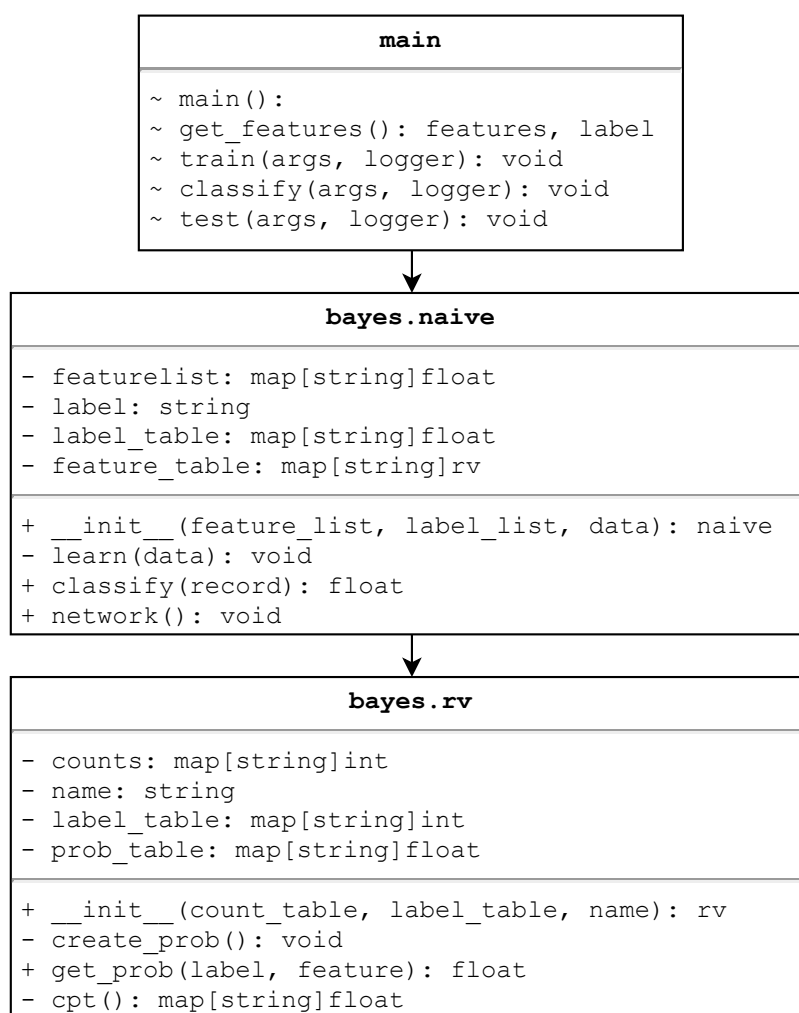 main
~ main():
~ get_features(): features, label
~ train(args, logger): void
~ classify(args, logger): void
~ test(args, logger): void
bayes.naive
- featurelist: map[string]float
- label: string
- label_table: map[string]float
- feature_table: map[string]rv
+ __init__(feature_list, label_list, data): naive
- learn(data): void
+ classify(record): float
+ network(): void
bayes.rv
- counts: map[string]int
- name: string
- label_table: map[string]int
- prob_table: map[string]float
+ __init__(count_table, label_table, name): rv
- create_prob(): void
+ get_prob(label, feature): float
- cpt(): map[string]float